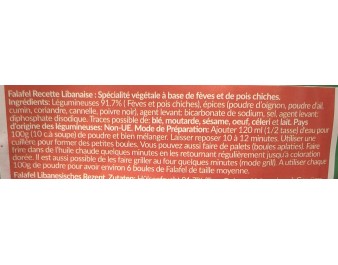 Falafel Recette Libanaise : Spécialité végétale à base de fèves et de pois chiches.
Ingrédients: Légumineuses 91.7% ( Fèves et pois chiches), épices (poudre d'oignon, poudre d'ail,
cumin, coriandre, cannelle, poivre noir), agent levant: bicarbonate de sodium, sel, agent levant:
diphosphate disodique. Traces possible de: blé, moutarde, sésame, oeuf, céleri et lait. Pays
d'origine des légumineuses: Non-UE. Mode de Préparation: Ajouter 120 ml (1/2 tasse) d'eau pour
100g (10 c.à soupe) de poudre et bien mélanger. Laisser reposer 10 à 12 minutes. Utiliser une
cuillère pour former des petites boules. Vous pouvez aussi faire de palets (boules aplaties). Faire
frire dans de l'huile chaude quelques minutes en les retournant régulièrement jusqu'à coloration
dorée. Il est aussi possible de les faire griller au four quelques minutes (mode gril). À utiliser chaque
100g de poudre pour avoir environ 6 boules de Falafel de taille moyenne.
Falafel Libanesisches Rezept. Zutaten: